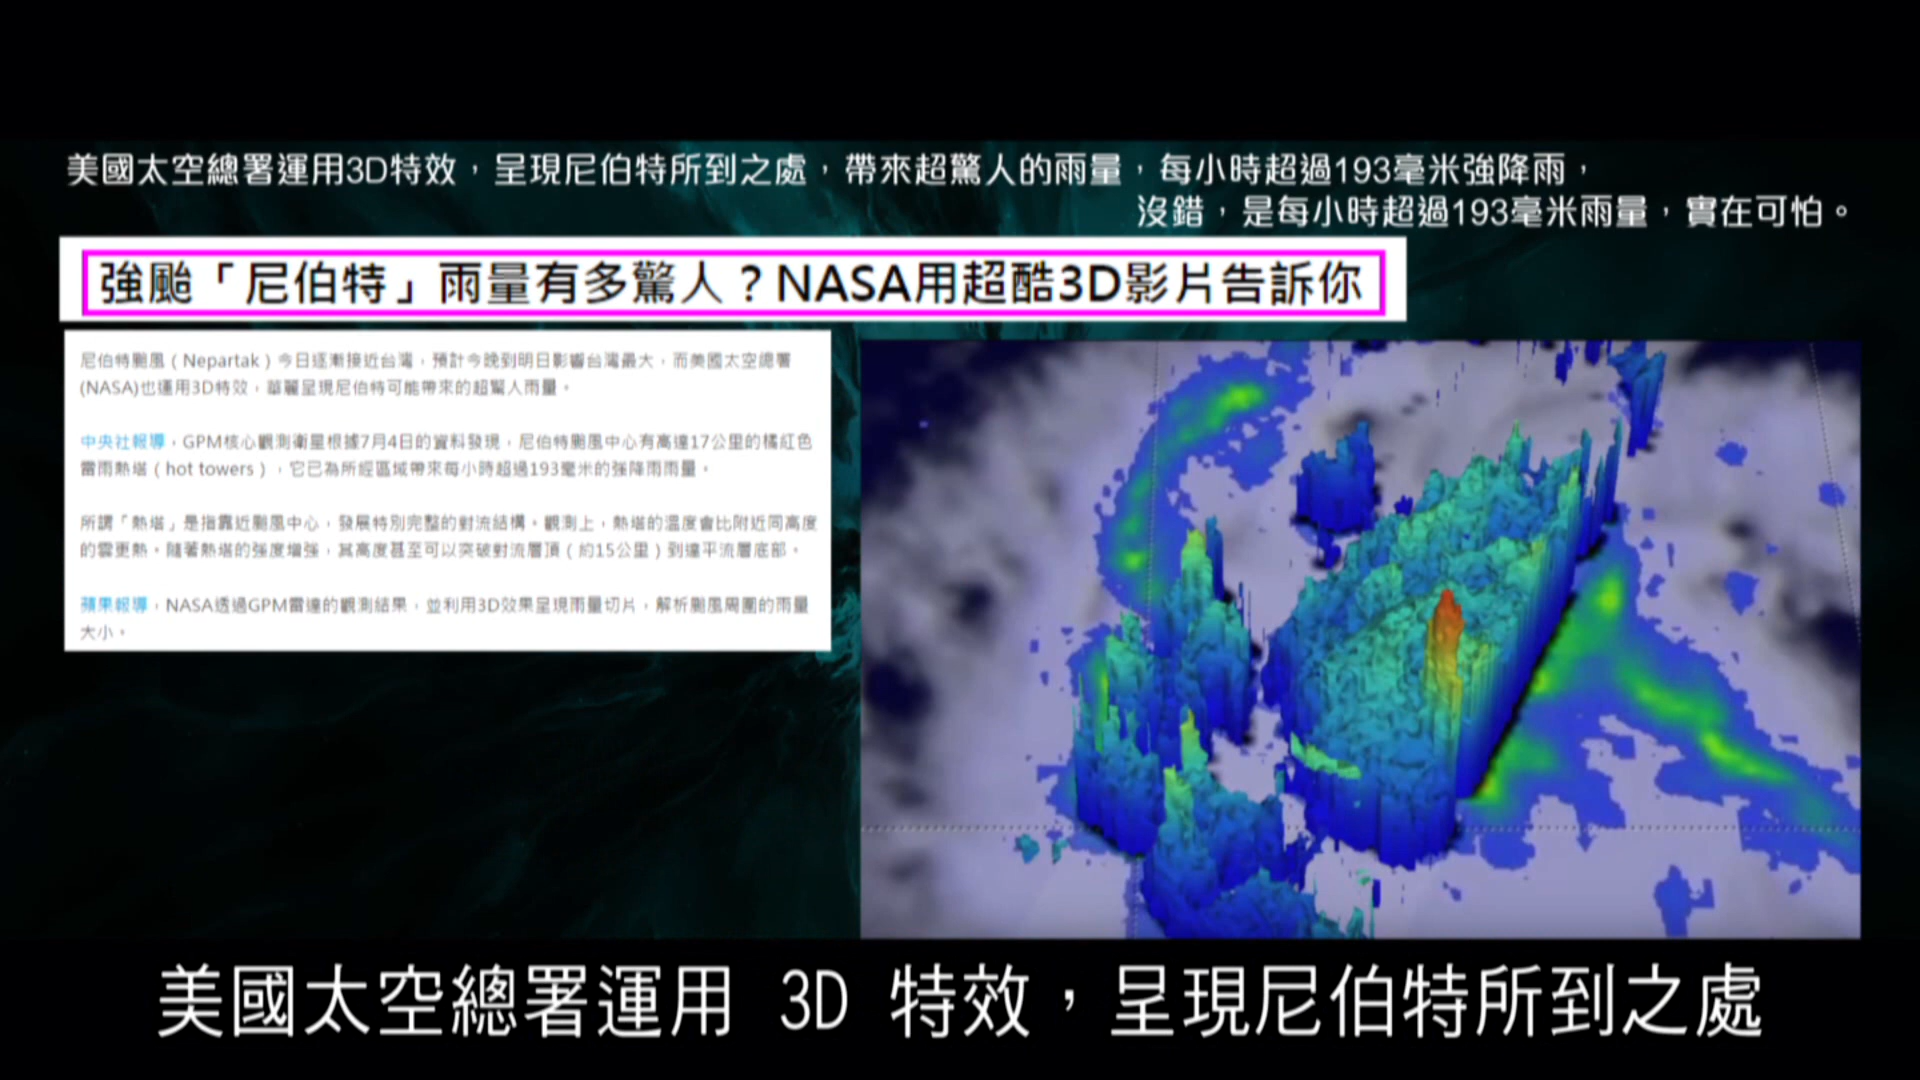 美國太空總署運用3D特效，呈現尼伯特所到之處，帶來超驚人的雨量，每小時超過193毫米強降雨，
沒錯，是每小時超過193毫米雨量，實在可怕。
強颱「尼伯特」雨量有多驚人？NASA用超酷3D影片告訴你
尼伯特颱風（Nepartak）今日逐漸接近台灣，預計今晚到明日影響台灣最大，而美國太空總署
(NASA)也運用3D特效，華麗呈現尼伯特可能帶來的超驚人雨量。
中央社報導，GPM核心觀測衛星根據7月4日的資料發現，尼伯特颱風中心有高達17公里的橘紅色
雷雨熱塔（hot towers），它已為所經區域帶來每小時超過193毫米的強降雨雨量。
所謂「熱塔」是指靠近颱風中心，發展特別完整的對流結構。觀測上，熱塔的溫度會比附近同高度
的雲更熱。隨著熱塔的強度增強，其高度甚至可以突破對流層頂（約15公里）到達平流層底部。
蘋果報導，NASA透過GPM雷達的觀測結果，並利用3D效果呈現雨量切片，解析颱風周圍的雨量
大小。
美國太空總署運用 3D 特效，呈現尼伯特所到之處